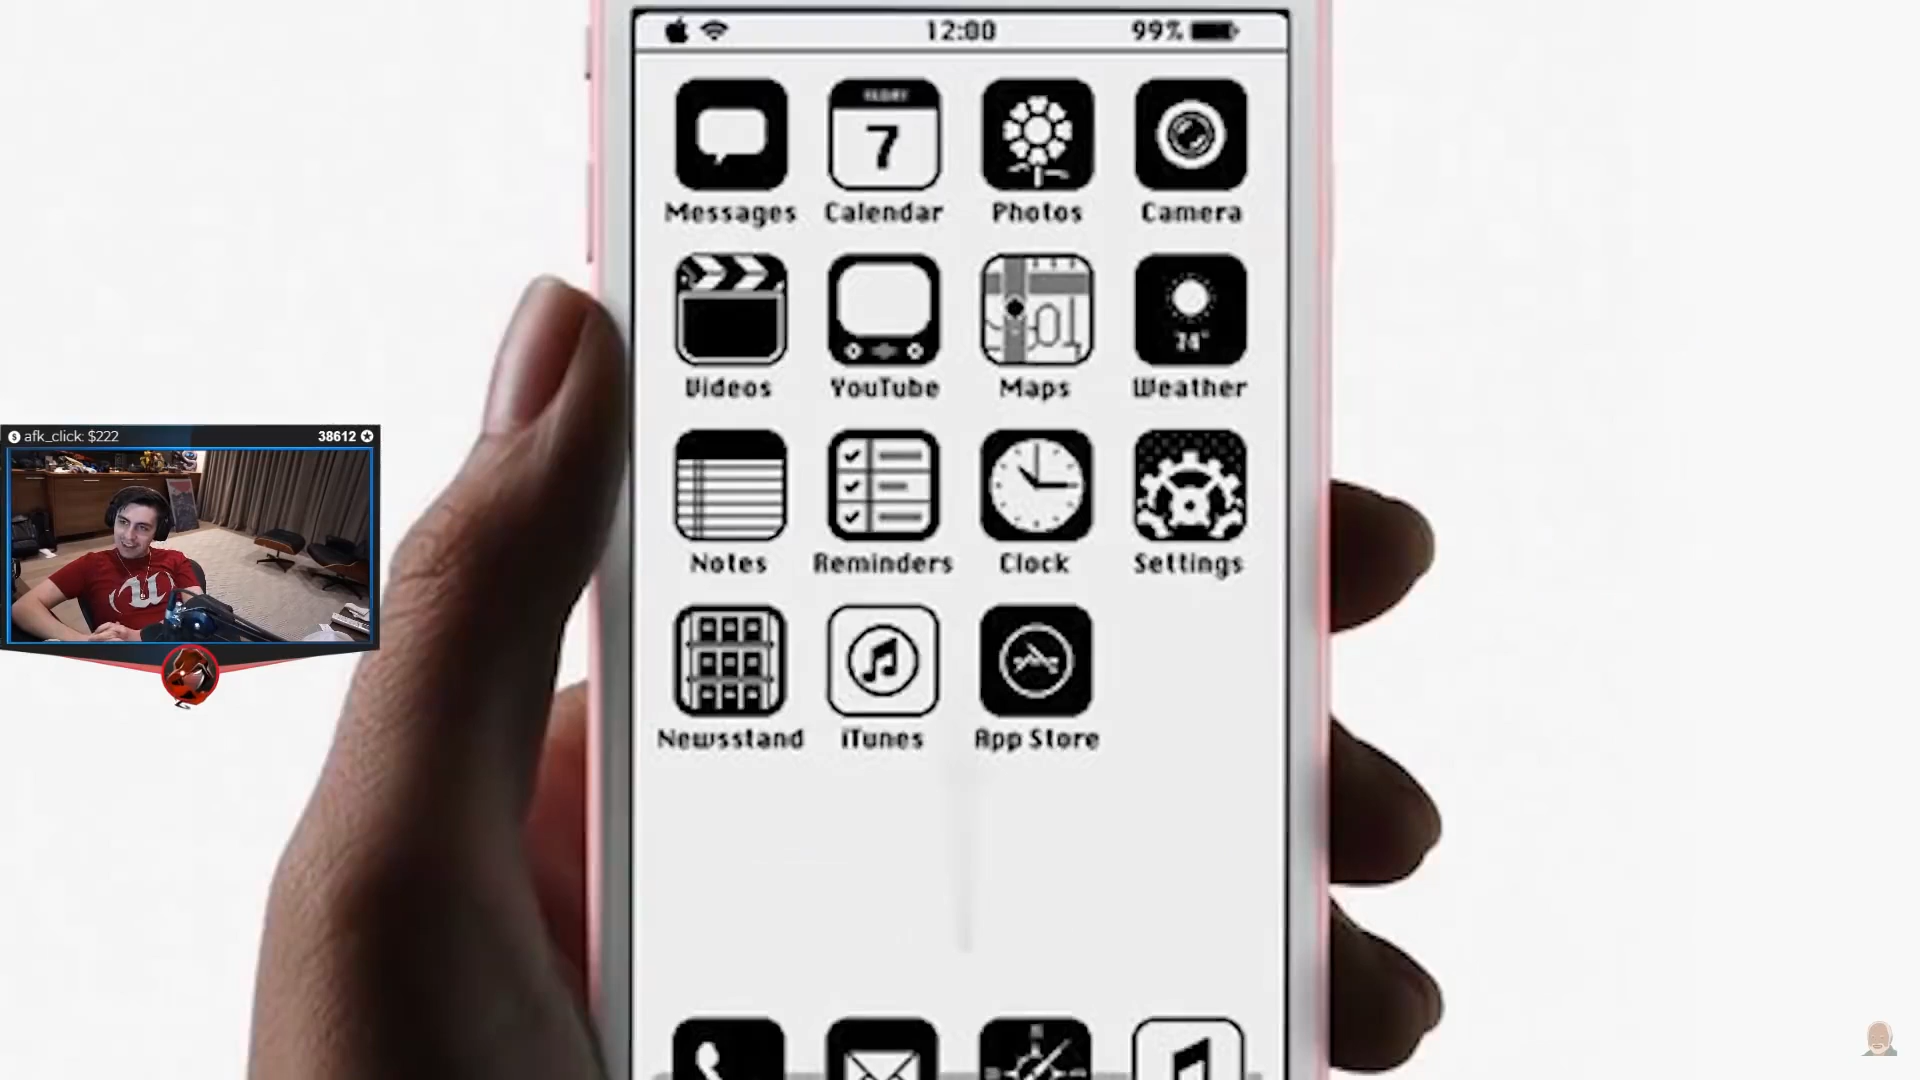 12:00 99%
7
Messages Calendar Photos Camera
74°
Videos YouTube Maps Weather
Notes Reminders Clock Settings
Newsstand iTunes App Store
afk_click: $222 38612